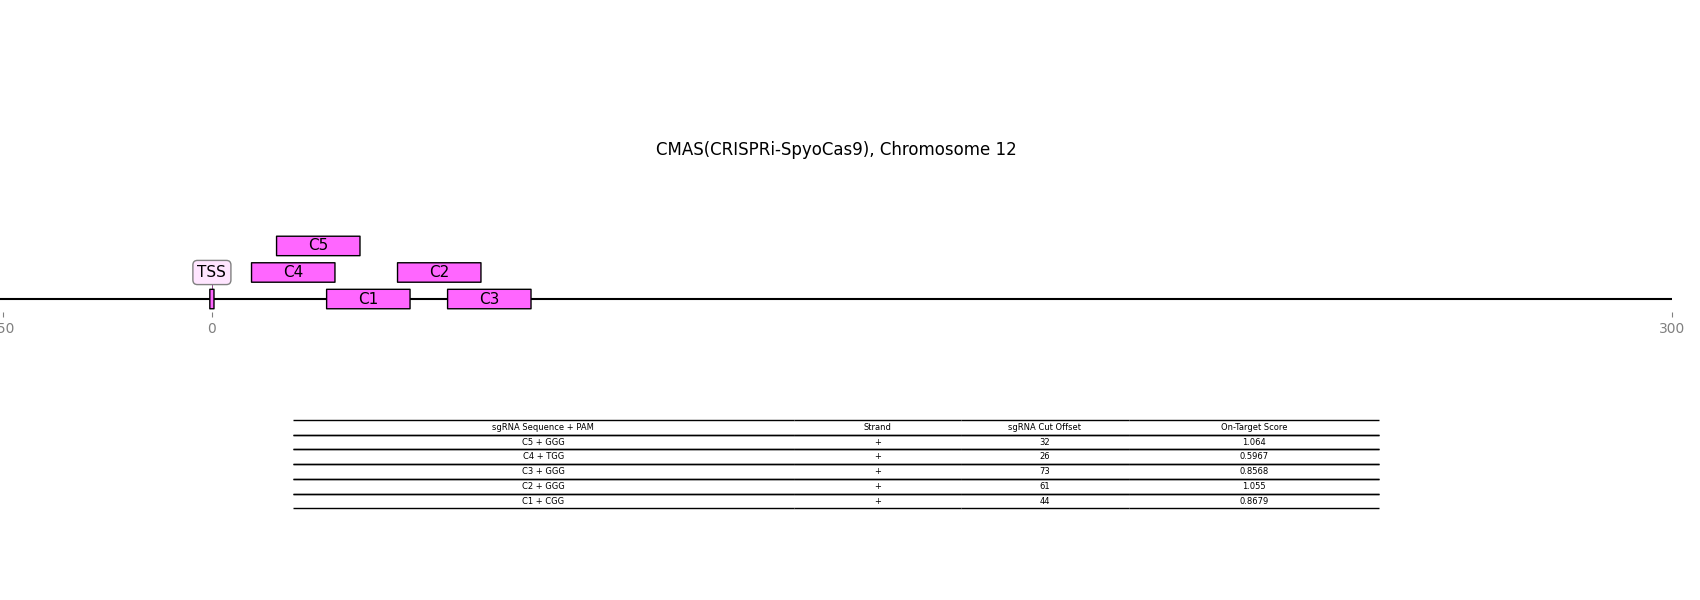 CMAS(CRISPRi-SpyoCas9), Chromosome 12
C5
TSS C4 C2
C1 C3
50 0 300
sgRNA Sequence + PAM Strand sgRNA Cut Offset On-Target Score
C5 + GGG + 32 1.064
C4 + TGG + 26 0.5967
C3 + GGG + 73 0.8568
C2 + GGG + 61 1.055
C1 + CGG + 44 0.8679